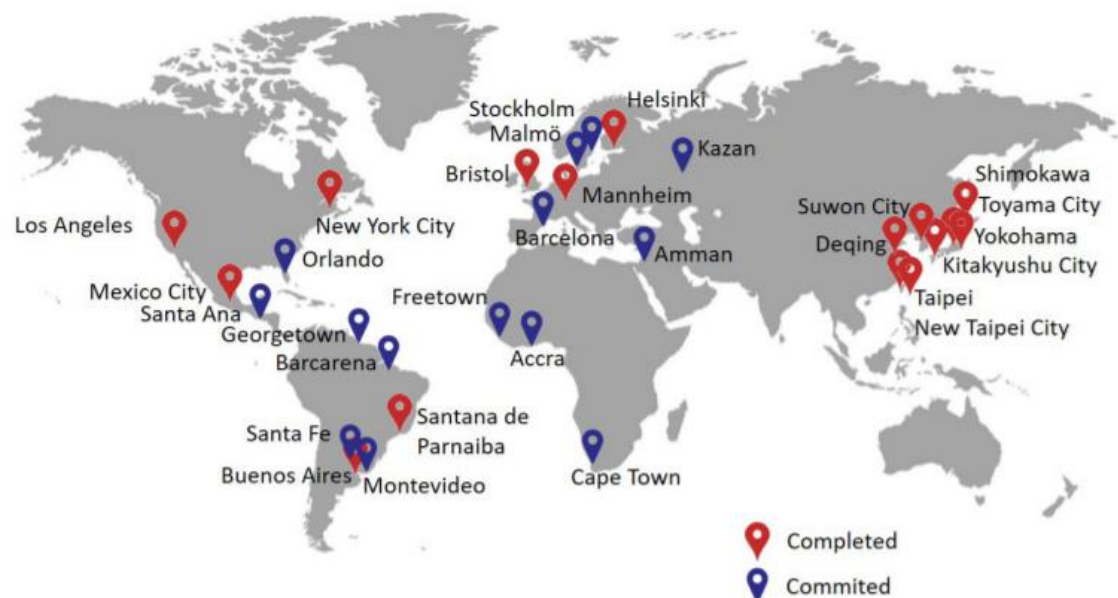 Helsinki
Stockholm
Malmö
Kazan
Bristol
Mannheim
Shimokawa
Toyama City
Suwon City
Los Angeles
New York City
Barcelona
Deqing
Yokohama
Orlando
Amman
Kitakyushu City
Mexico City
Santa Ana
Freetown
Taipei
Georgetown
New Taipei City
Barcarena
Accra
Santana de
Parnaiba
Santa Fe
Buenos Aires
Montevideo
Cape Town
Completed
Commited